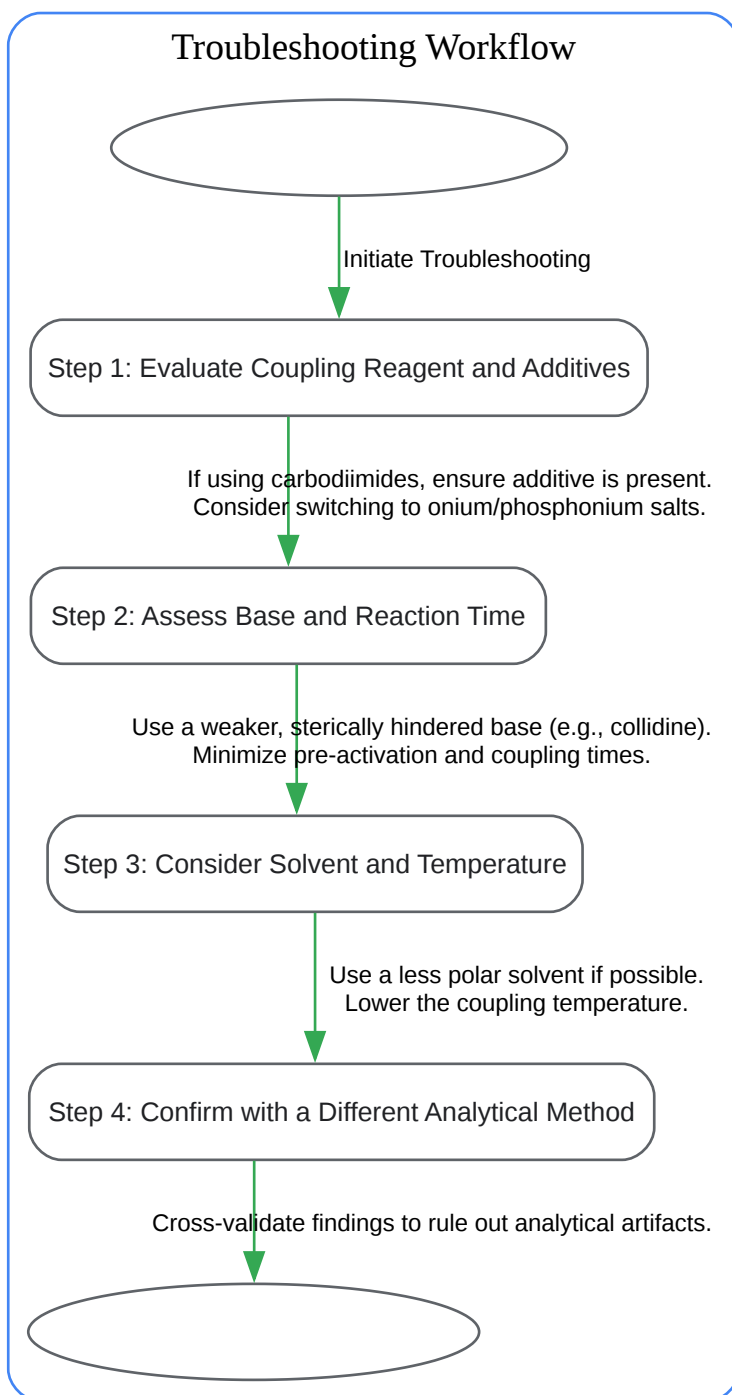 Troubleshooting Workflow
Initiate Troubleshooting
Step 1: Evaluate Coupling Reagent and Additives
If using carbodiimides, ensure additive is present.
Consider switching to onium/phosphonium salts.
Step 2: Assess Base and Reaction Time
Use a weaker, sterically hindered base (e.g., collidine).
Minimize pre-activation and coupling times.
Step 3: Consider Solvent and Temperature
Use a less polar solvent if possible.
Lower the coupling temperature.
Step 4: Confirm with a Different Analytical Method
Cross-validate findings to rule out analytical artifacts.